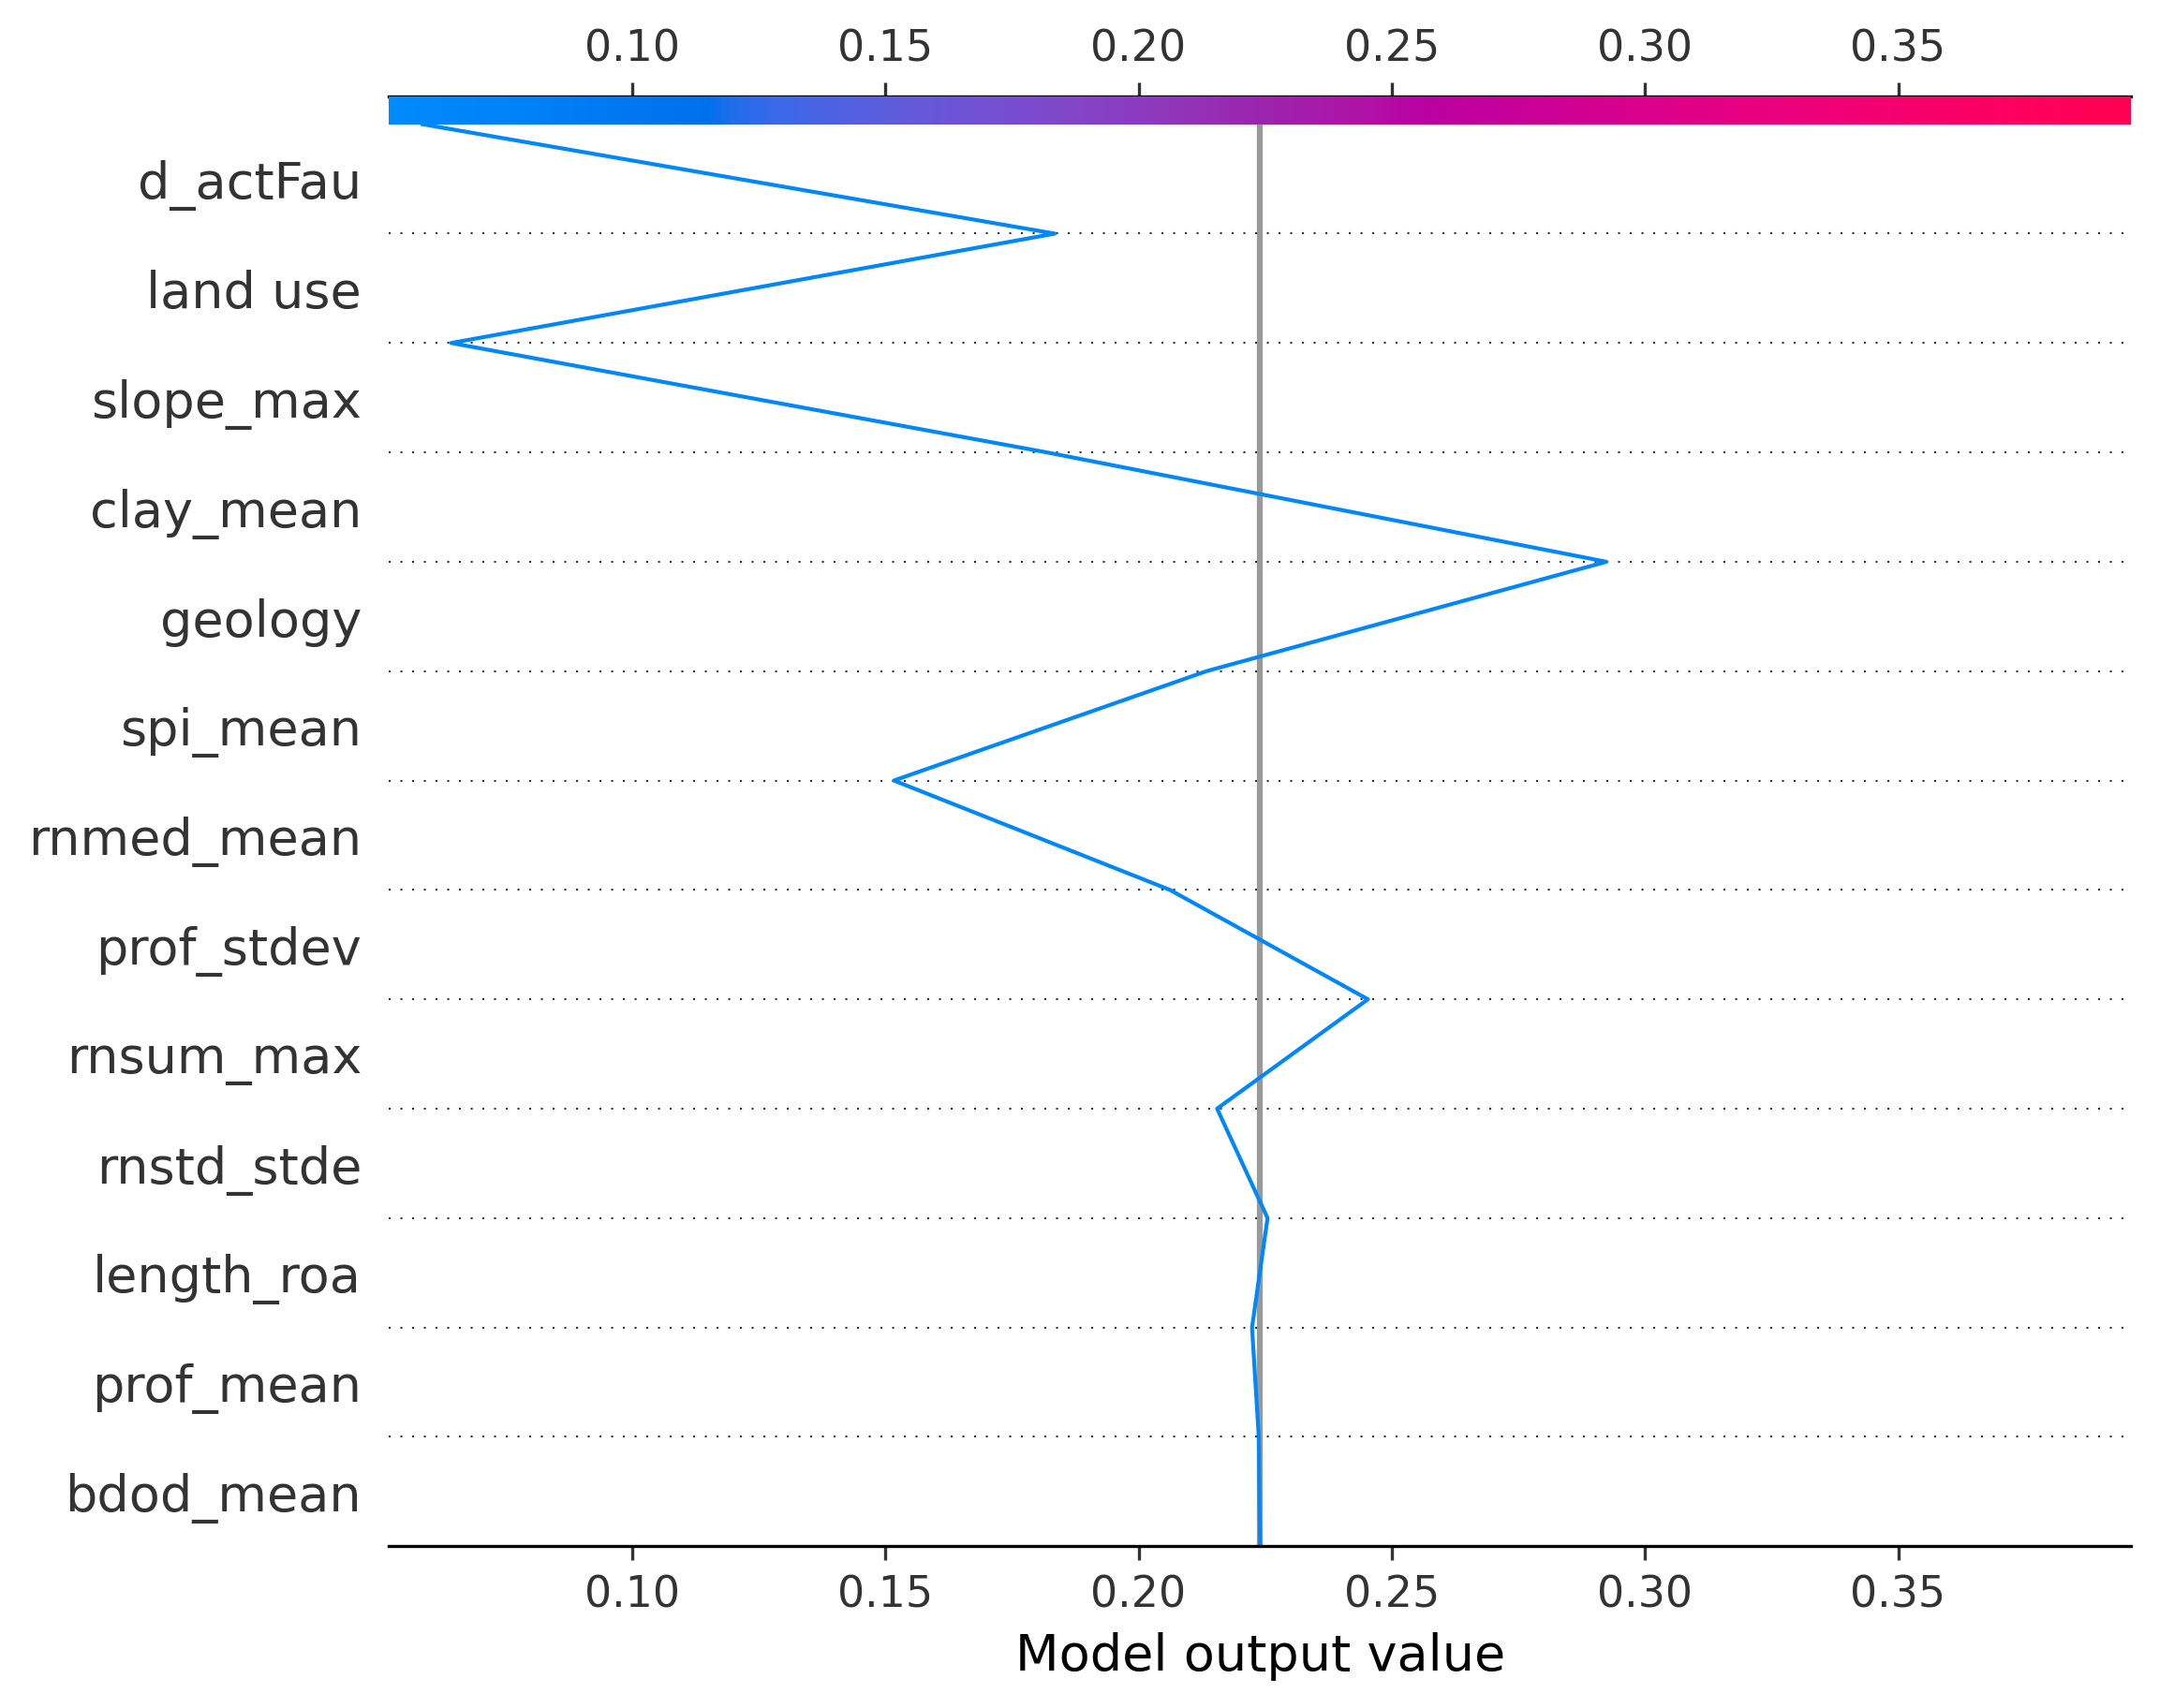 0.10 0.15 0.20 0.25 0.30 0.35
d_actFau
land use
slope_max
clay_mean
geology
spi_mean
rnmed_mean
prof_stdev
rnsum_max
rnstd_stde
length_roa
prof_mean
bdod_mean
0.10 0.15 0.20 0.25 0.30 0.35
Model output value